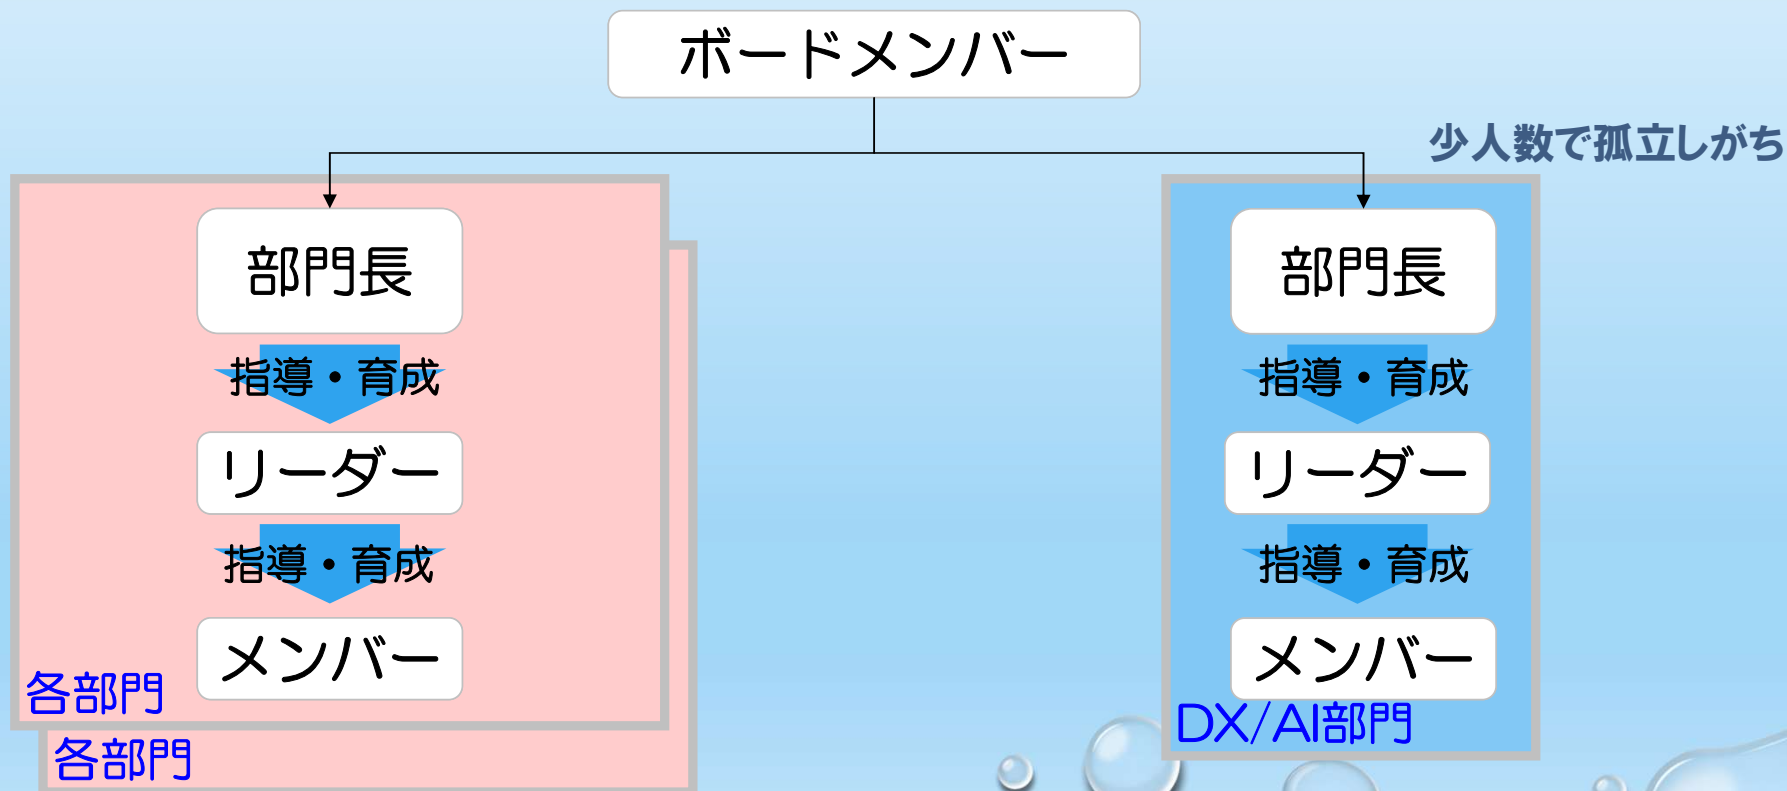 ボードメンバー
少人数で孤立しがち
部門長
指導・育成
リーダー
指導・育成
メンバー
各部門
各部門
部門長
指導・育成
リーダー
指導・育成
メンバー
DX/AI部門